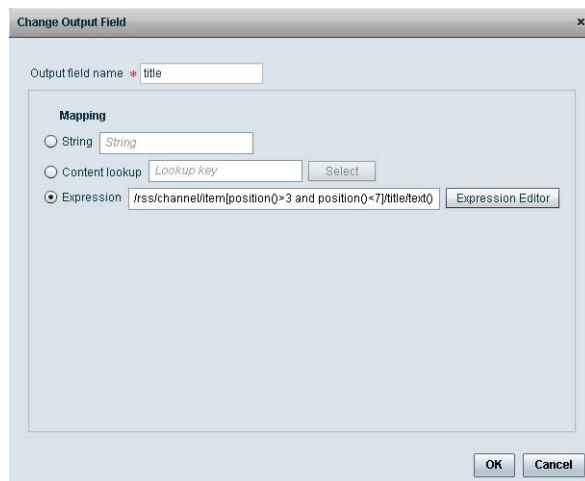 Change Output Field x
Output field name * title
Mapping
String String
Content lookup Lookup key Select
Expression /rss/channel/item[position()>3 and position()<7]/title/text() Expression Editor
OK Cancel